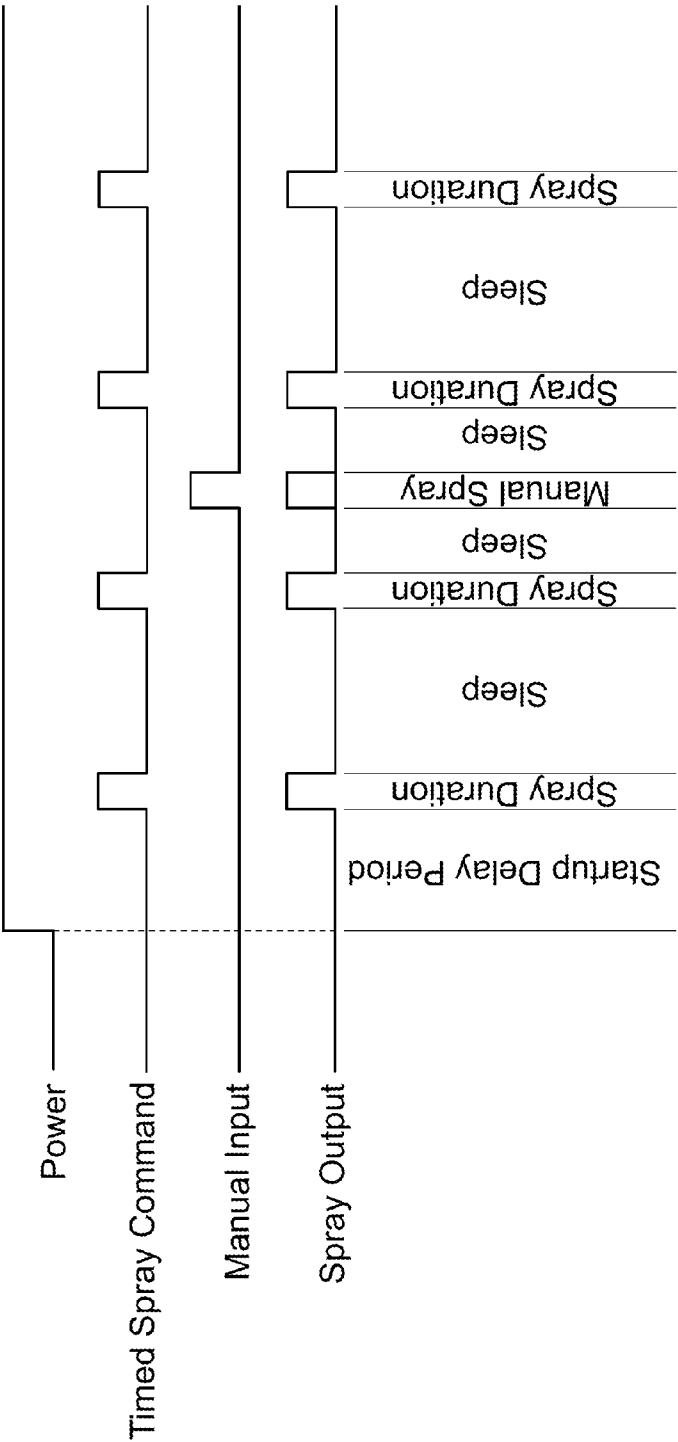 Power
Timed Spray Command
Manual Input
Spray Output
Startup Delay Period
Spray Duration
Sleep
Spray Duration
Sleep
Manual Spray
Sleep
Spray Duration
Sleep
Spray Duration